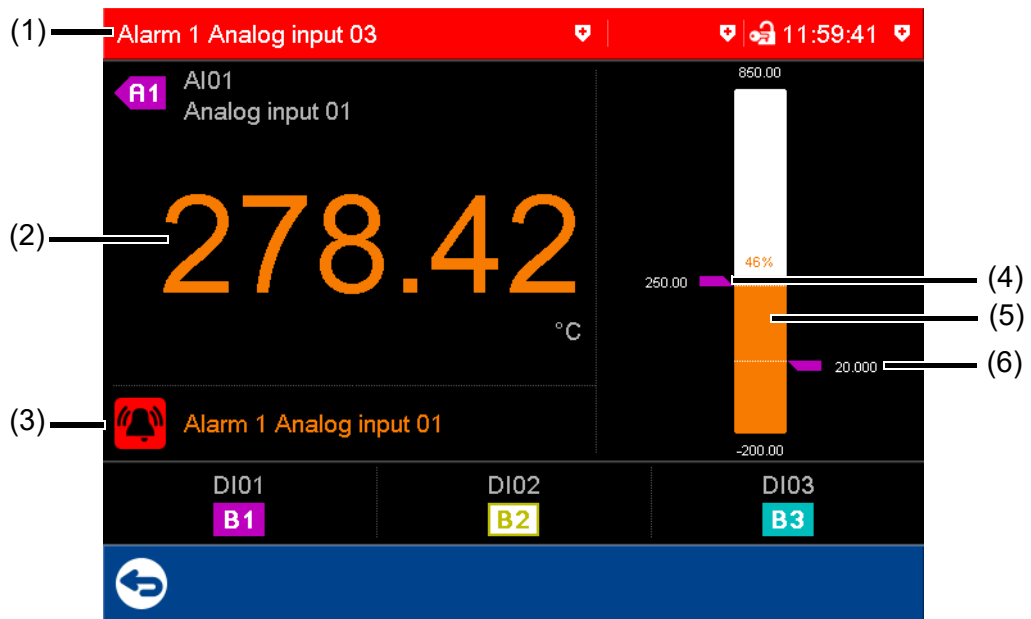 (1)
Alarm 1 Analog input 03
11:59:41
A1
AI01
Analog input 01
850.00
(2)
278.42
°C
46%
250.00
(4)
(5)
20.000
(6)
(3)
Alarm 1 Analog input 01
-200.00
DI01
DI02
DI03
B1
B2
B3